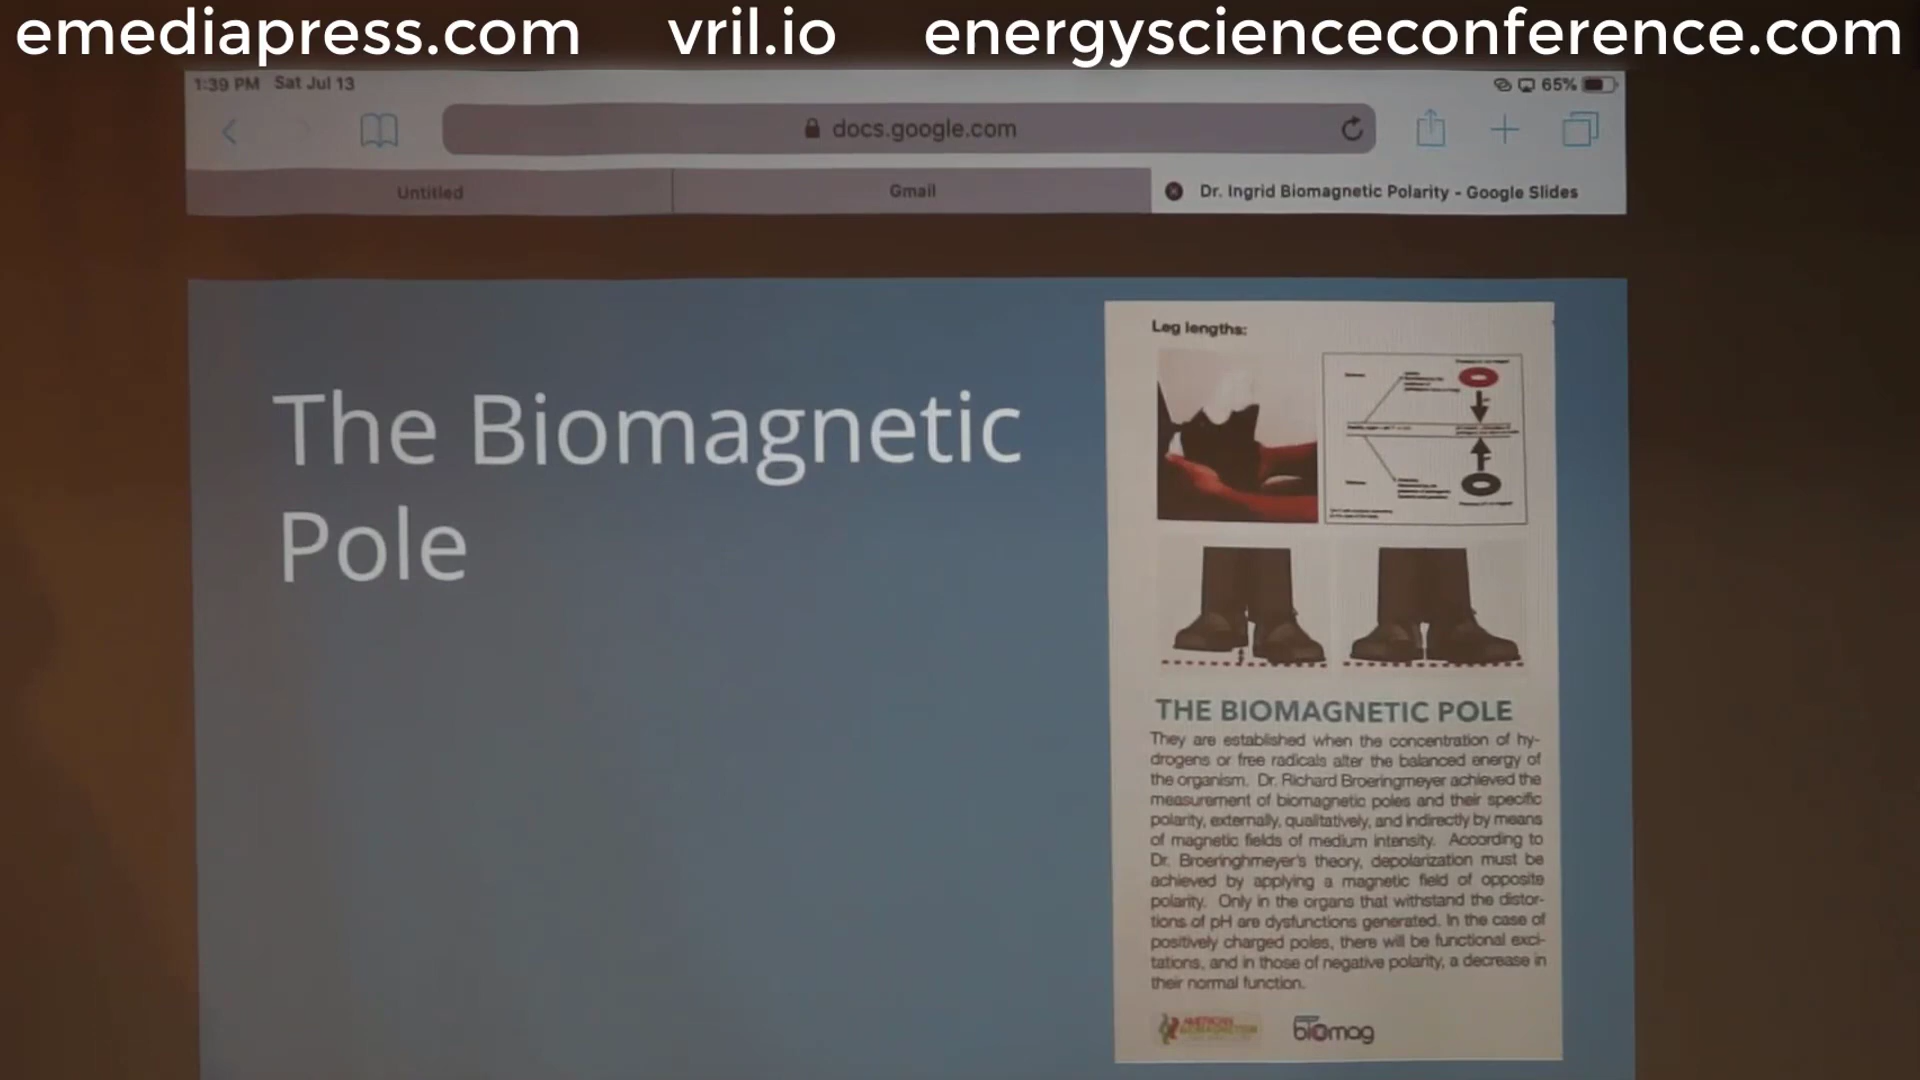 emediapress.com vril.io energyscienceconference.com
1:39 PM Sat Jul 13 65%
docs.google.com
Untitled Gmail Dr. Ingrid Biomagnetic Polarity - Google Slides
The Biomagnetic
Pole
Leg lengths:
THE BIOMAGNETIC POLE
They are established when the concentration of hy-
drogens or free radicals alter the balanced energy of
the organism. Dr. Richard Broeringmeyer achieved the
measurement of biomagnetic poles and their specific
polarity, externally, qualitatively, and indirectly by means
of magnetic fields of medium intensity. According to
Dr. Broeringhmeyer's theory, depolarization must be
achieved by applying a magnetic field of opposite
polarity. Only in the organs that withstand the distor-
tions of pH are dysfunctions generated. In the case of
positively charged poles, there will be functional exci-
tations, and in those of negative polarity, a decrease in
their normal function.
AMERICAN
BIOMAGNETISM
biomag